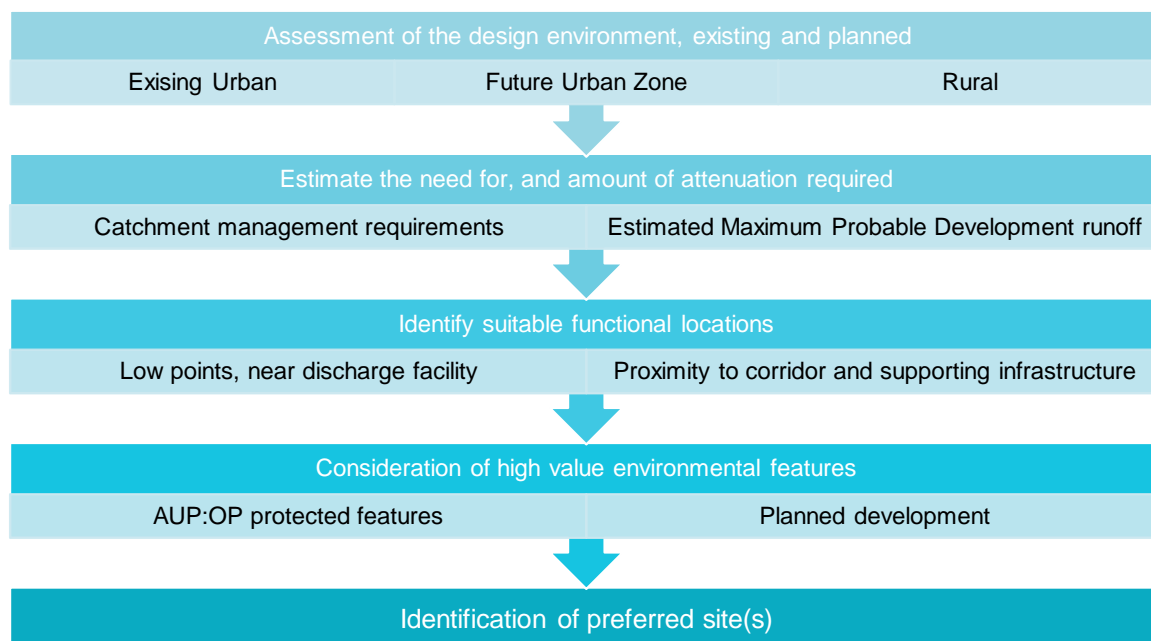 Assessment of the design environment, existing and planned
Exising Urban
Future Urban Zone
Rural
Estimate the need for, and amount of attenuation required
Catchment management requirements
Estimated Maximum Probable Development runoff
Identify suitable functional locations
Low points, near discharge facility
Proximity to corridor and supporting infrastructure
Consideration of high value environmental features
AUP:OP protected features
Planned development
Identification of preferred site(s)